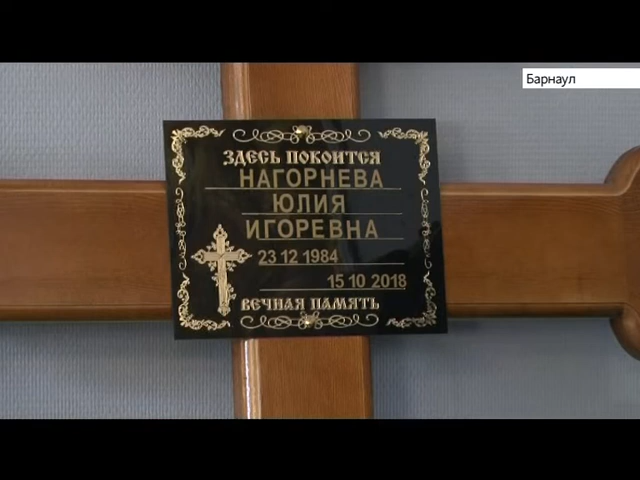 Барнаул
ЗДЕСЬ ПОКОИТСЯ
НАГОРНЕВА
ЮЛИЯ
ИГОРЕВНА
23 12 1984
15 10 2018
ВЕЧНАЯ ПАМЯТЬ